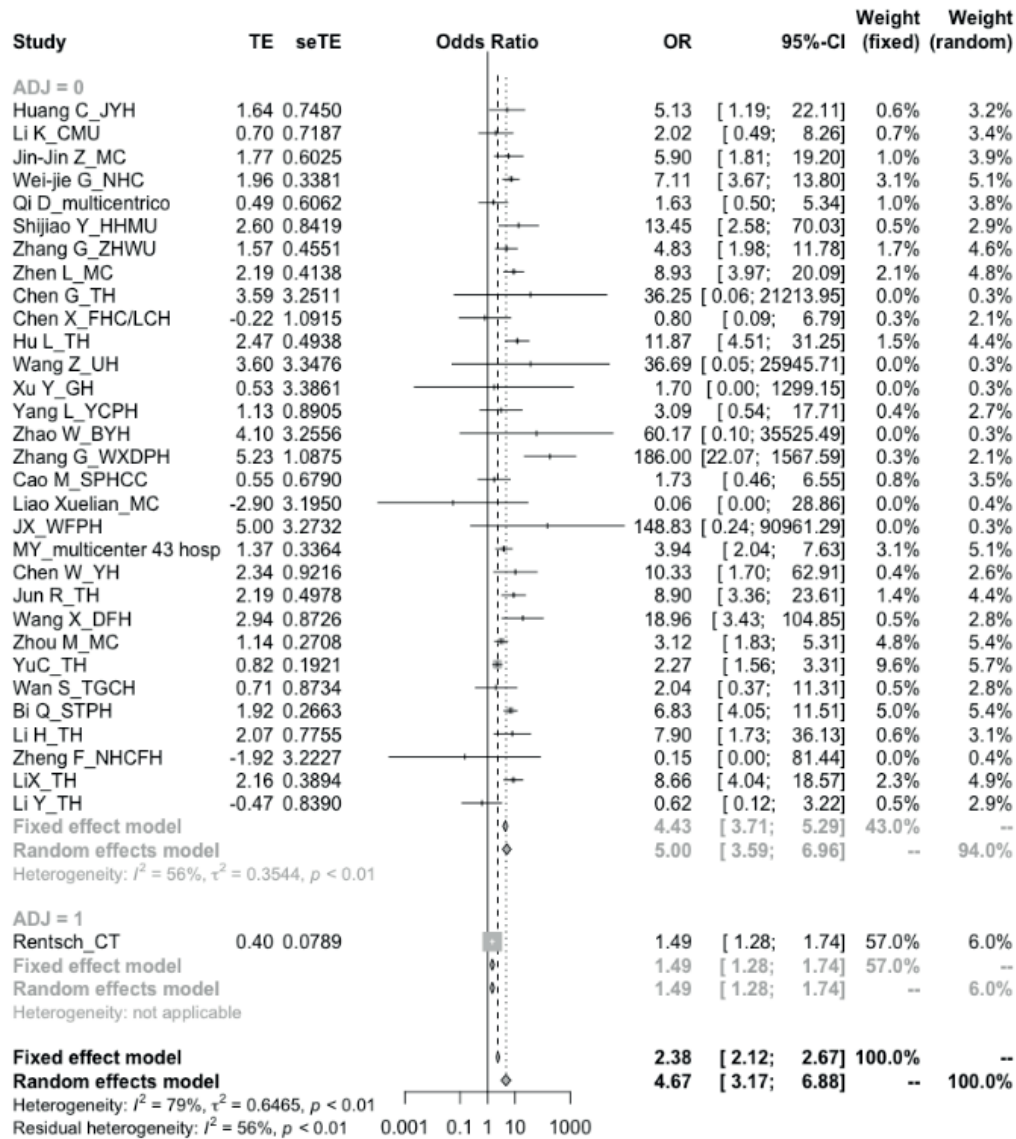 Weight Weight
Study TE seTE Odds Ratio OR 95%-CI (fixed) (random)
ADJ = 0
Huang C_JYH 1.64 0.7450 5.13 [ 1.19; 22.11] 0.6% 3.2%
Li K_CMU 0.70 0.7187 2.02 [ 0.49; 8.26] 0.7% 3.4%
Jin-Jin Z_MC 1.77 0.6025 5.90 [ 1.81; 19.20] 1.0% 3.9%
Wei-jie G_NHC 1.96 0.3381 7.11 [ 3.67; 13.80] 3.1% 5.1%
Qi D_multicentrico 0.49 0.6062 1.63 [ 0.50; 5.34] 1.0% 3.8%
Shijiao Y_HHMU 2.60 0.8419 13.45 [ 2.58; 70.03] 0.5% 2.9%
Zhang G_ZHWU 1.57 0.4551 4.83 [ 1.98; 11.78] 1.7% 4.6%
Zhen L_MC 2.19 0.4138 8.93 [ 3.97; 20.09] 2.1% 4.8%
Chen G_TH 3.59 3.2511 36.25 [ 0.06; 21213.95] 0.0% 0.3%
Chen X_FHC/LCH -0.22 1.0915 0.80 [ 0.09; 6.79] 0.3% 2.1%
Hu L_TH 2.47 0.4938 11.87 [ 4.51; 31.25] 1.5% 4.4%
Wang Z_UH 3.60 3.3476 36.69 [ 0.05; 25945.71] 0.0% 0.3%
Xu Y_GH 0.53 3.3861 1.70 [ 0.00; 1299.15] 0.0% 0.3%
Yang L_YCPH 1.13 0.8905 3.09 [ 0.54; 17.71] 0.4% 2.7%
Zhao W_BYH 4.10 3.2556 60.17 [ 0.10; 35525.49] 0.0% 0.3%
Zhang G_WXDPH 5.23 1.0875 186.00 [22.07; 1567.59] 0.3% 2.1%
Cao M_SPHCC 0.55 0.6790 1.73 [ 0.46; 6.55] 0.8% 3.5%
Liao Xuelian_MC -2.90 3.1950 0.06 [ 0.00; 28.86] 0.0% 0.4%
JX_WFPH 5.00 3.2732 148.83 [ 0.24; 90961.29] 0.0% 0.3%
MY_multicenter 43 hosp 1.37 0.3364 3.94 [ 2.04; 7.63] 3.1% 5.1%
Chen W_YH 2.34 0.9216 10.33 [ 1.70; 62.91] 0.4% 2.6%
Jun R_TH 2.19 0.4978 8.90 [ 3.36; 23.61] 1.4% 4.4%
Wang X_DFH 2.94 0.8726 18.96 [ 3.43; 104.85] 0.5% 2.8%
Zhou M_MC 1.14 0.2708 3.12 [ 1.83; 5.31] 4.8% 5.4%
YuC_TH 0.82 0.1921 2.27 [ 1.56; 3.31] 9.6% 5.7%
Wan S_TGCH 0.71 0.8734 2.04 [ 0.37; 11.31] 0.5% 2.8%
Bi Q_STPH 1.92 0.2663 6.83 [ 4.05; 11.51] 5.0% 5.4%
Li H_TH 2.07 0.7755 7.90 [ 1.73; 36.13] 0.6% 3.1%
Zheng F_NHCFH -1.92 3.2227 0.15 [ 0.00; 81.44] 0.0% 0.4%
LiX_TH 2.16 0.3894 8.66 [ 4.04; 18.57] 2.3% 4.9%
Li Y_TH -0.47 0.8390 0.62 [ 0.12; 3.22] 0.5% 2.9%
Fixed effect model 4.43 [ 3.71; 5.29] 43.0% --
Random effects model 5.00 [ 3.59; 6.96] -- 94.0%
Heterogeneity: I² = 56%, τ² = 0.3544, p < 0.01
ADJ = 1
Rentsch_CT 0.40 0.0789 1.49 [ 1.28; 1.74] 57.0% 6.0%
Fixed effect model 1.49 [ 1.28; 1.74] 57.0% --
Random effects model 1.49 [ 1.28; 1.74] -- 6.0%
Heterogeneity: not applicable
Fixed effect model 2.38 [ 2.12; 2.67] 100.0% --
Random effects model 4.67 [ 3.17; 6.88] -- 100.0%
Heterogeneity: I² = 79%, τ² = 0.6465, p < 0.01
Residual heterogeneity: I² = 56%, p < 0.01 0.001 0.1 1 10 1000